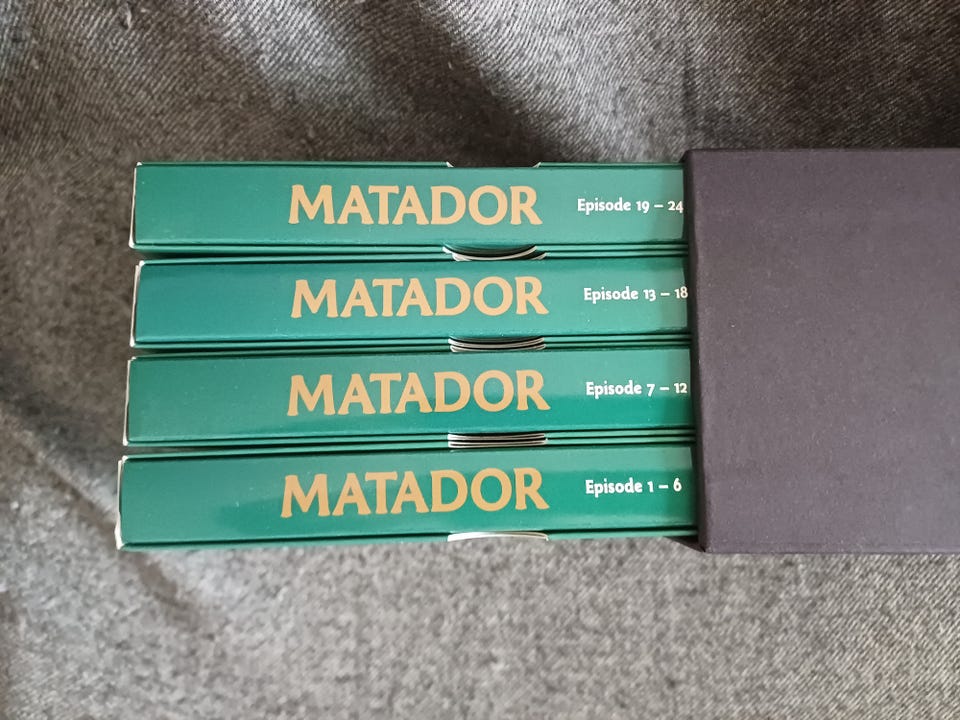 MATADOR Episode 19 – 24
MATADOR Episode 13 – 18
MATADOR Episode 7 – 12
MATADOR Episode 1 – 6